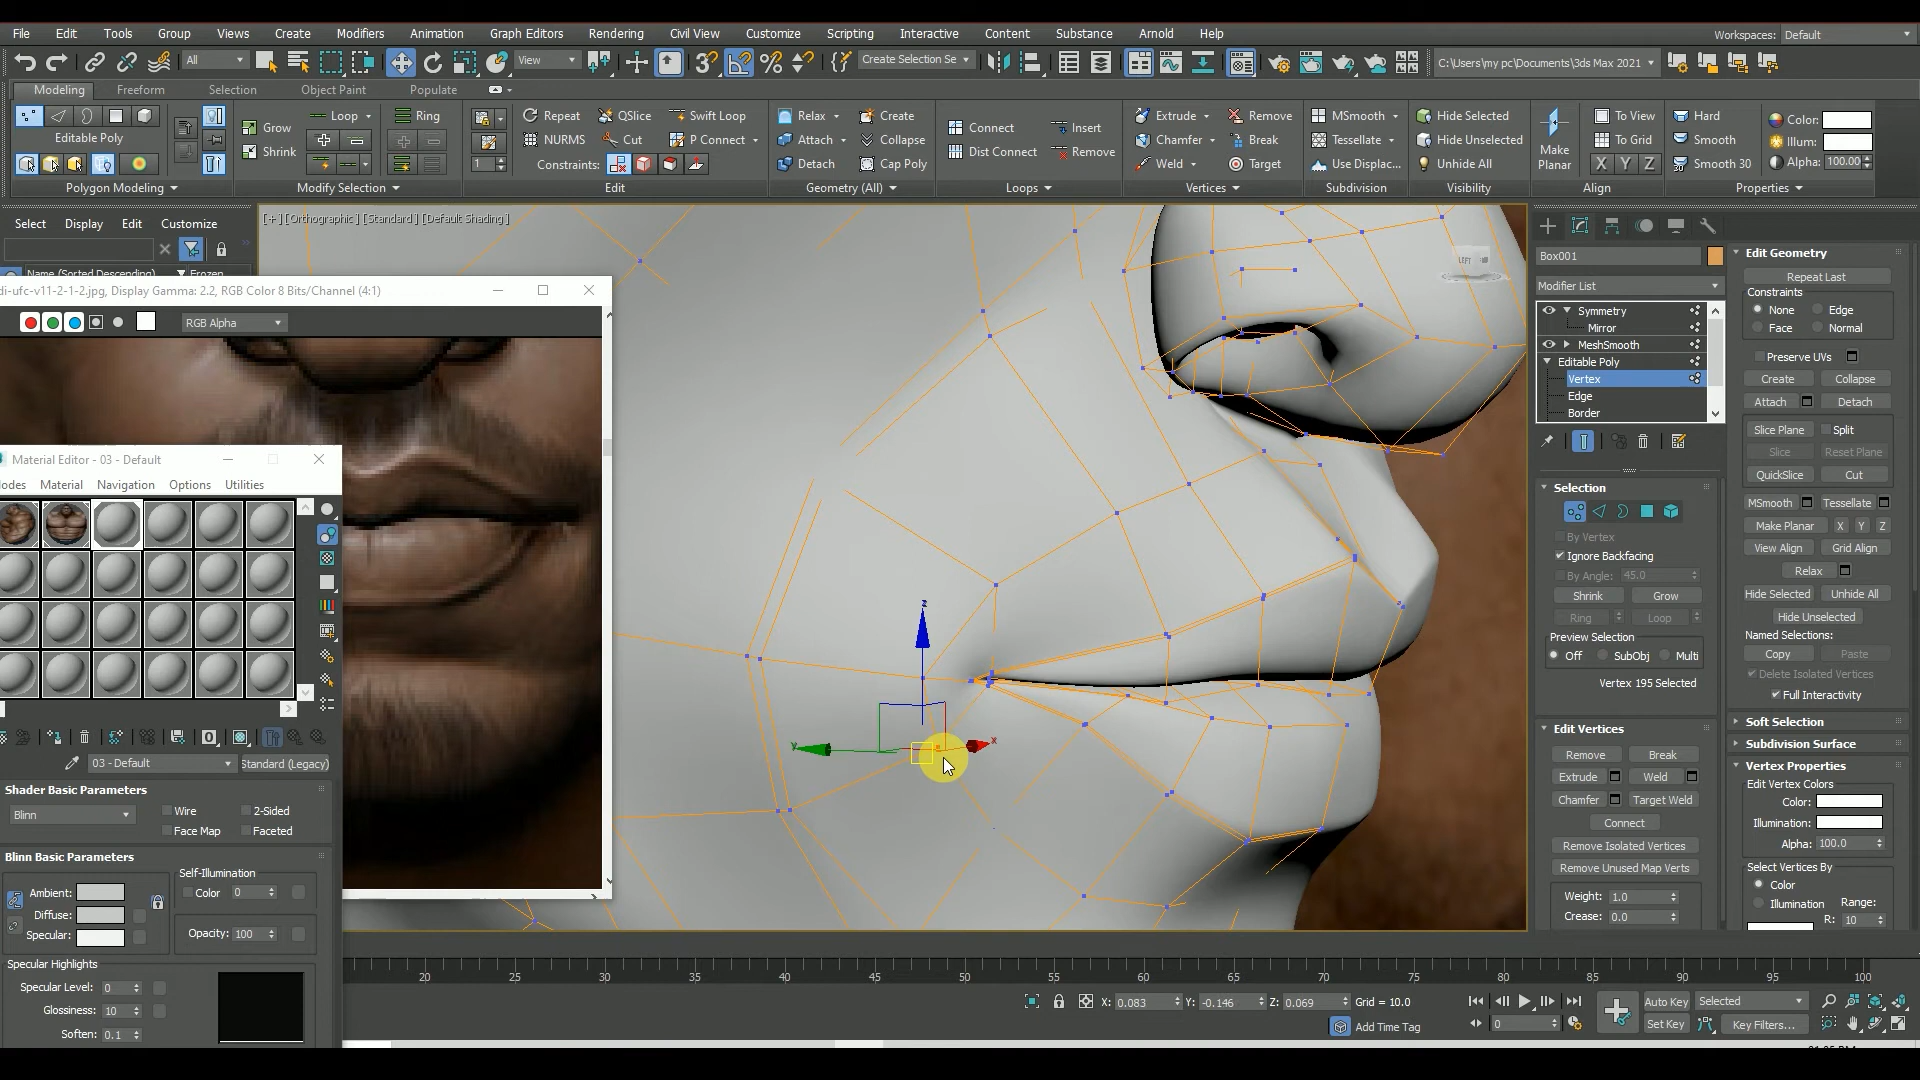 File Edit Tools Group Views Create Modifiers Animation Graph Editors Rendering Civil View Customize Scripting Interactive Content Substance Arnold Help Workspaces: Default
All View Create Selection Se C:\Users\my pc\Documents\3ds Max 2021
Modeling Freeform Selection Object Paint Populate
Loop Ring Repeat QSlice Swift Loop Relax Create Extrude Remove MSmooth Hide Selected To View Hard Color:
Editable Poly Grow NURMS Cut P Connect Attach Collapse Connect Insert Chamfer Break Tessellate Hide Unselected To Grid Smooth Illum:
Shrink 1 Constraints: Detach Cap Poly Dist Connect Remove Weld Target Use Displac... Unhide All Make Planar X Y Z Smooth 30 Alpha: 100.00
Polygon Modeling Modify Selection Edit Geometry (All) Loops Vertices Subdivision Visibility Align Properties
Select Display Edit Customize
[+] [Orthographic] [Standard] [Default Shading]
Name (Sorted Descending) Frozen
di-ufc-v11-2-1-2.jpg, Display Gamma: 2.2, RGB Color 8 Bits/Channel (4:1)
RGB Alpha
Material Editor - 03 - Default
Modes Material Navigation Options Utilities
03 - Default Standard (Legacy)
Shader Basic Parameters
Blinn Wire 2-Sided
Face Map Faceted
Blinn Basic Parameters
Self-Illumination
Ambient: Color 0
Diffuse:
Specular: Opacity: 100
Specular Highlights
Specular Level: 0
Glossiness: 10
Soften: 0.1
z
y
x
LEFT
Box001
Modifier List
Symmetry
Mirror
MeshSmooth
Editable Poly
Vertex
Edge
Border
Selection
By Vertex
Ignore Backfacing
By Angle: 45.0
Shrink Grow
Ring Loop
Preview Selection
Off SubObj Multi
Vertex 195 Selected
Edit Vertices
Remove Break
Extrude Weld
Chamfer Target Weld
Connect
Remove Isolated Vertices
Remove Unused Map Verts
Weight: 1.0
Crease: 0.0
Edit Geometry
Repeat Last
Constraints
None Edge
Face Normal
Preserve UVs
Create Collapse
Attach Detach
Slice Plane Split
Slice Reset Plane
QuickSlice Cut
MSmooth Tessellate
Make Planar X Y Z
View Align Grid Align
Relax
Hide Selected Unhide All
Hide Unselected
Named Selections:
Copy Paste
Delete Isolated Vertices
Full Interactivity
Soft Selection
Subdivision Surface
Vertex Properties
Edit Vertex Colors
Color:
Illumination:
Alpha: 100.0
Select Vertices By
Color
Illumination Range:
R: 10
20 25 30 35 40 45 50 55 60 65 70 75 80 85 90 95 100
X: 0.083 Y: -0.146 Z: 0.069 Grid = 10.0 Auto Key Selected
Add Time Tag 0 Set Key Key Filters...